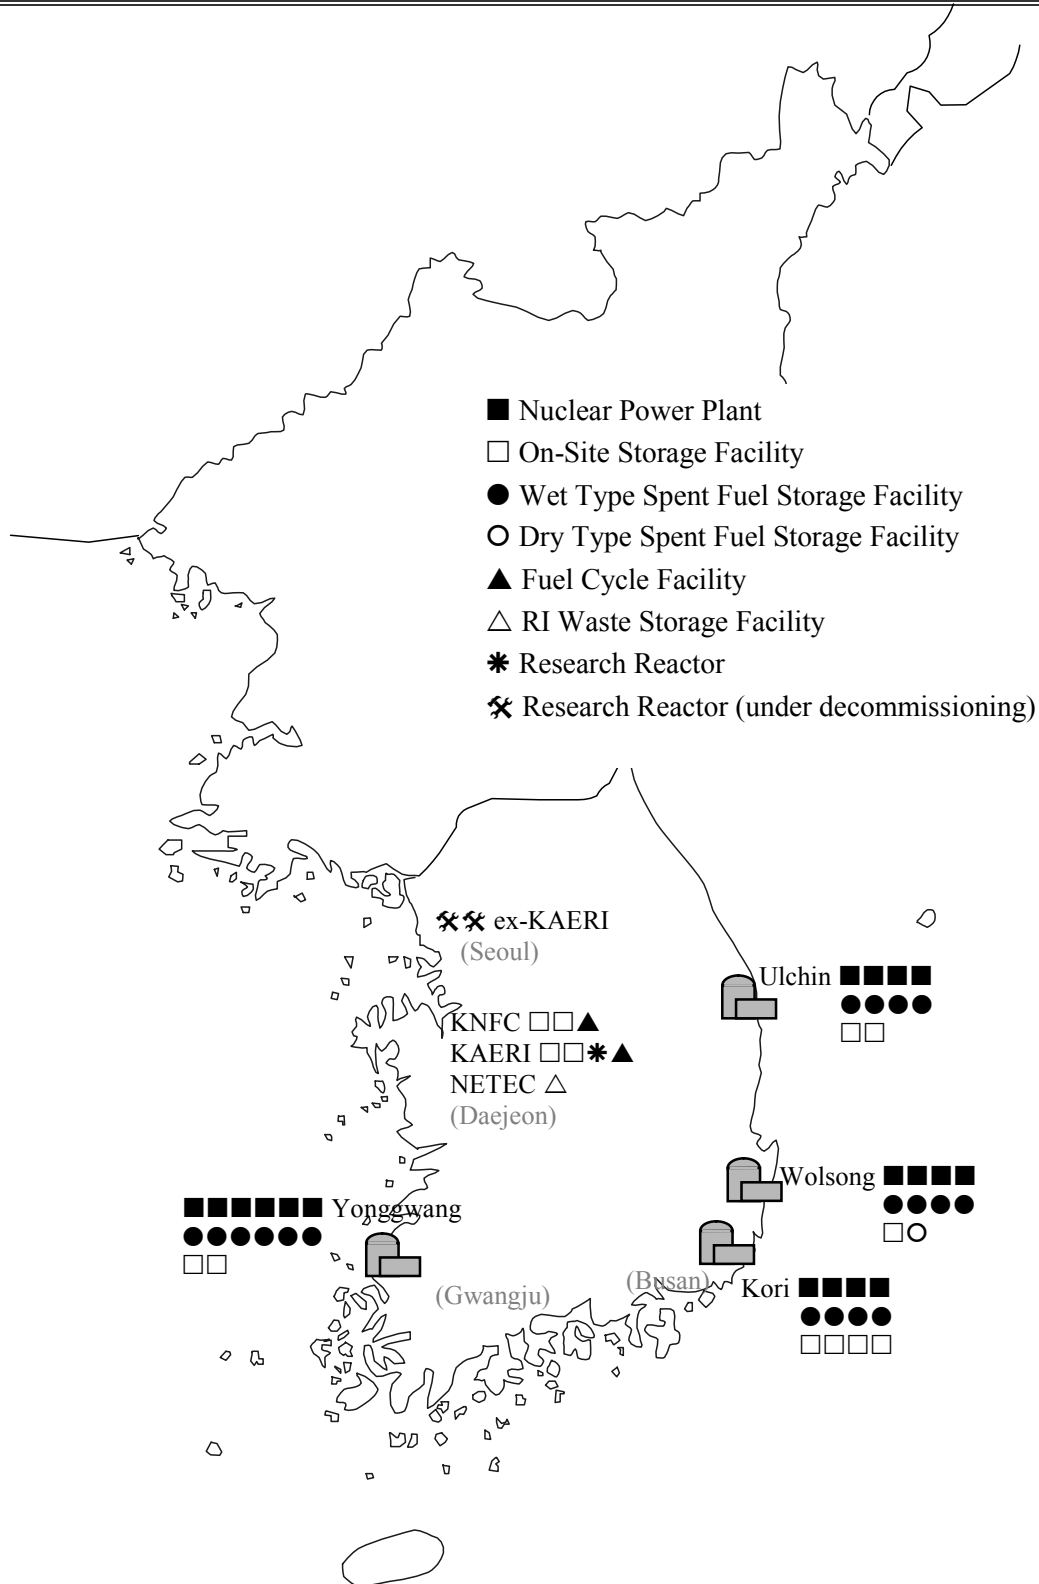 ■ Nuclear Power Plant
□ On-Site Storage Facility
● Wet Type Spent Fuel Storage Facility
○ Dry Type Spent Fuel Storage Facility
▲ Fuel Cycle Facility
△ RI Waste Storage Facility
✱ Research Reactor
⚒ Research Reactor (under decommissioning)
⚒⚒ ex-KAERI
(Seoul)
Ulchin ■■■■
●●●●
□□
KNFC □□▲
KAERI □□✱▲
NETEC △
(Daejeon)
Wolsong ■■■■
●●●●
□○
■■■■■■ Yonggwang
●●●●●●
□□
(Gwangju)
(Busan)
Kori ■■■■
●●●●
□□□□